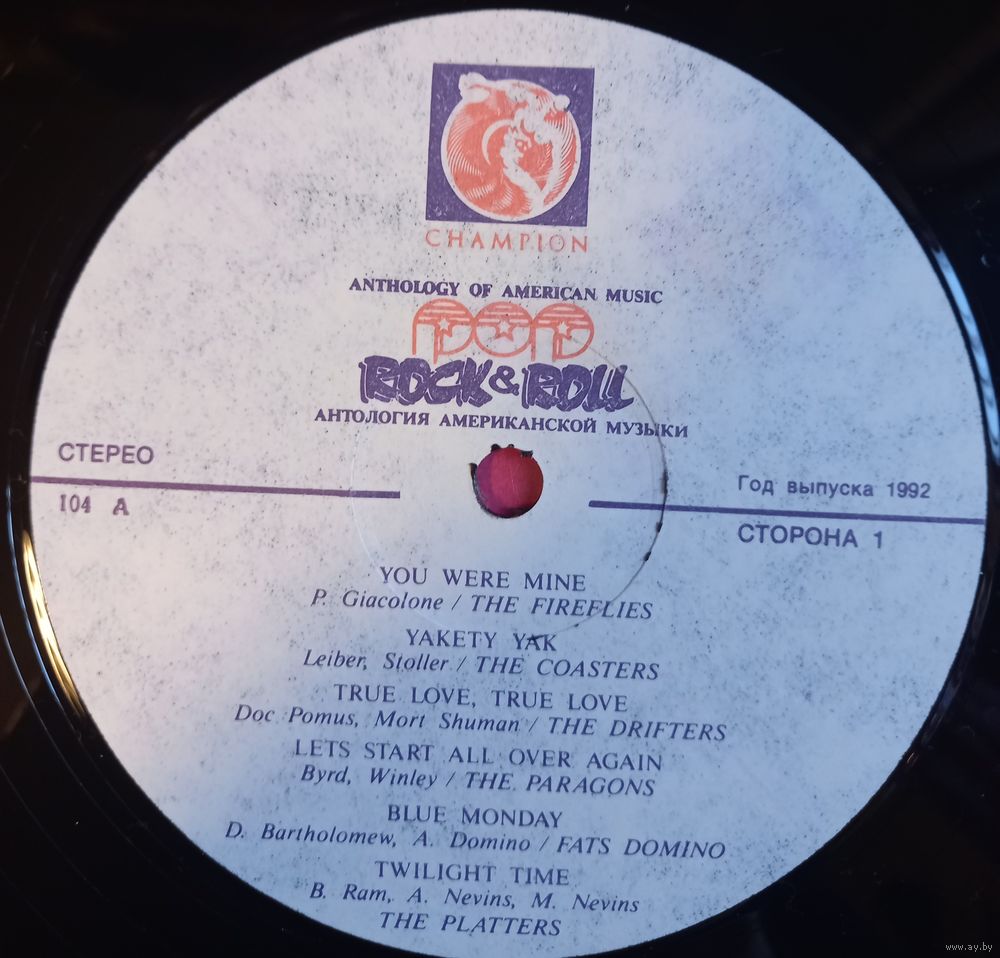 CHAMPION
ANTHOLOGY OF AMERICAN MUSIC
POP
ROCK & ROLL
АНТОЛОГИЯ АМЕРИКАНСКОЙ МУЗЫКИ
СТЕРЕО
104 A
Год выпуска 1992
СТОРОНА 1
YOU WERE MINE
P. Giacolone / THE FIREFLIES
YAKETY YAK
Leiber, Stoller / THE COASTERS
TRUE LOVE, TRUE LOVE
Doc Pomus, Mort Shuman / THE DRIFTERS
LETS START ALL OVER AGAIN
Byrd, Winley / THE PARAGONS
BLUE MONDAY
D. Bartholomew, A. Domino / FATS DOMINO
TWILIGHT TIME
B. Ram, A. Nevins, M. Nevins
THE PLATTERS
www.ay.by